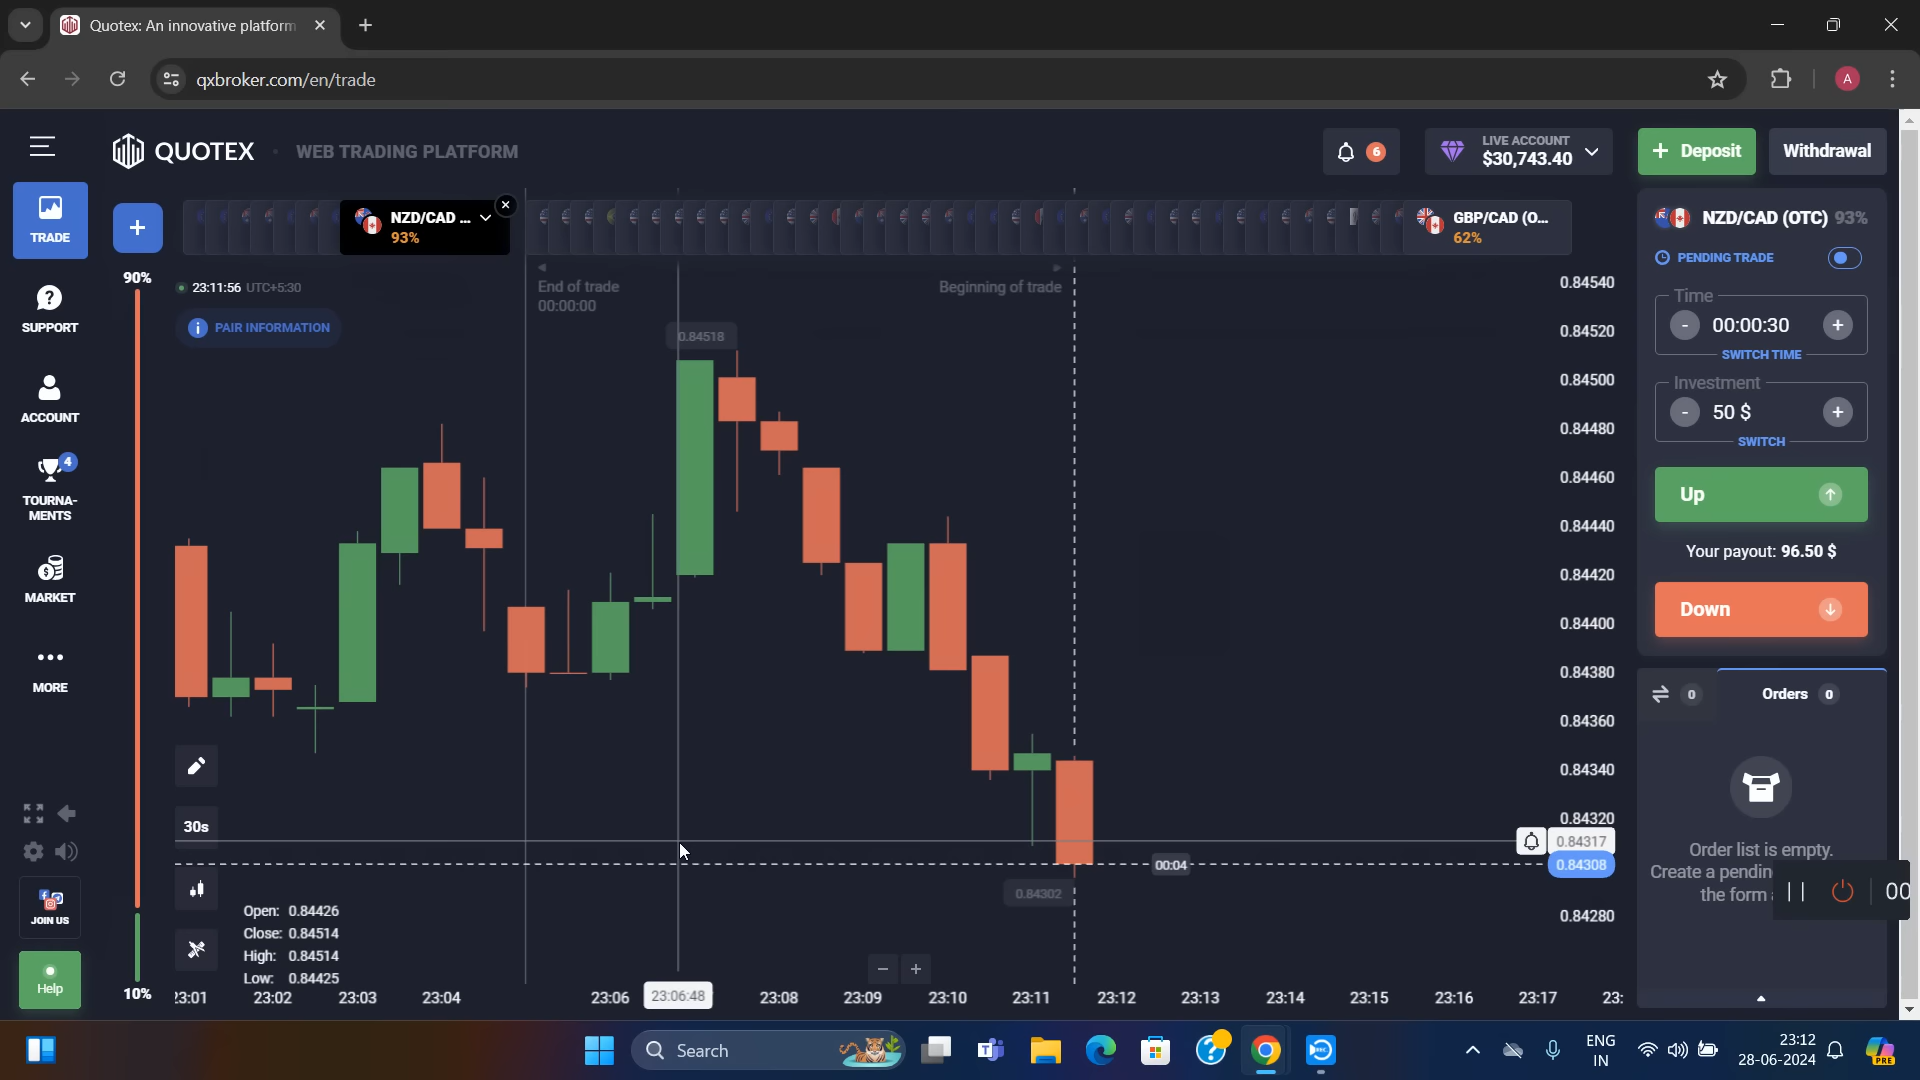 Quotex: An innovative platform
qxbroker.com/en/trade
A
QUOTEX
WEB TRADING PLATFORM
6
LIVE ACCOUNT
$30,743.40
+ Deposit
Withdrawal
TRADE
SUPPORT
ACCOUNT
4
TOURNA-
MENTS
MARKET
MORE
JOIN US
Help
+
NZD/CAD ...
93%
GBP/CAD (O...
62%
90%
10%
23:11:56 UTC+5:30
PAIR INFORMATION
End of trade
00:00:00
Beginning of trade
0.84518
0.84302
00:04
30s
Open: 0.84426
Close: 0.84514
High: 0.84514
Low: 0.84425
0.84540
0.84520
0.84500
0.84480
0.84460
0.84440
0.84420
0.84400
0.84380
0.84360
0.84340
0.84320
0.84317
0.84308
0.84280
23:01
23:02
23:03
23:04
23:06
23:06:48
23:08
23:09
23:10
23:11
23:12
23:13
23:14
23:15
23:16
23:17
23:
NZD/CAD (OTC) 93%
PENDING TRADE
Time
- 00:00:30 +
SWITCH TIME
Investment
- 50 $ +
SWITCH
Up
Your payout: 96.50 $
Down
0
Orders 0
Order list is empty.
Create a pendin
the form
00
Search
ENG
IN
23:12
28-06-2024
PRE